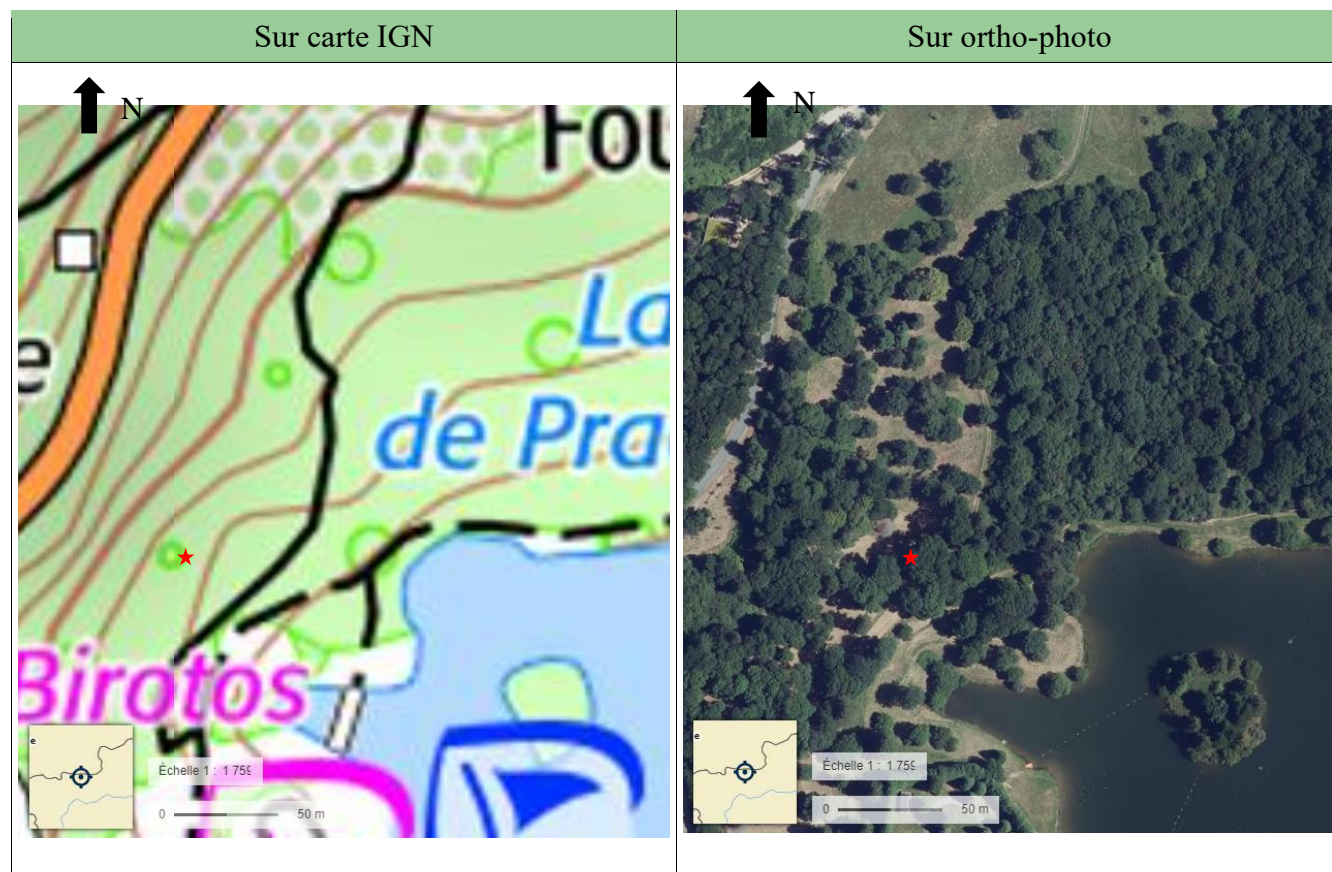 Sur carte IGN
Sur ortho-photo
N
N
Fou
La
e
de Pra
Birotos
e
Échelle 1 : 1 759
0 50 m
e
Échelle 1 : 1 759
0 50 m